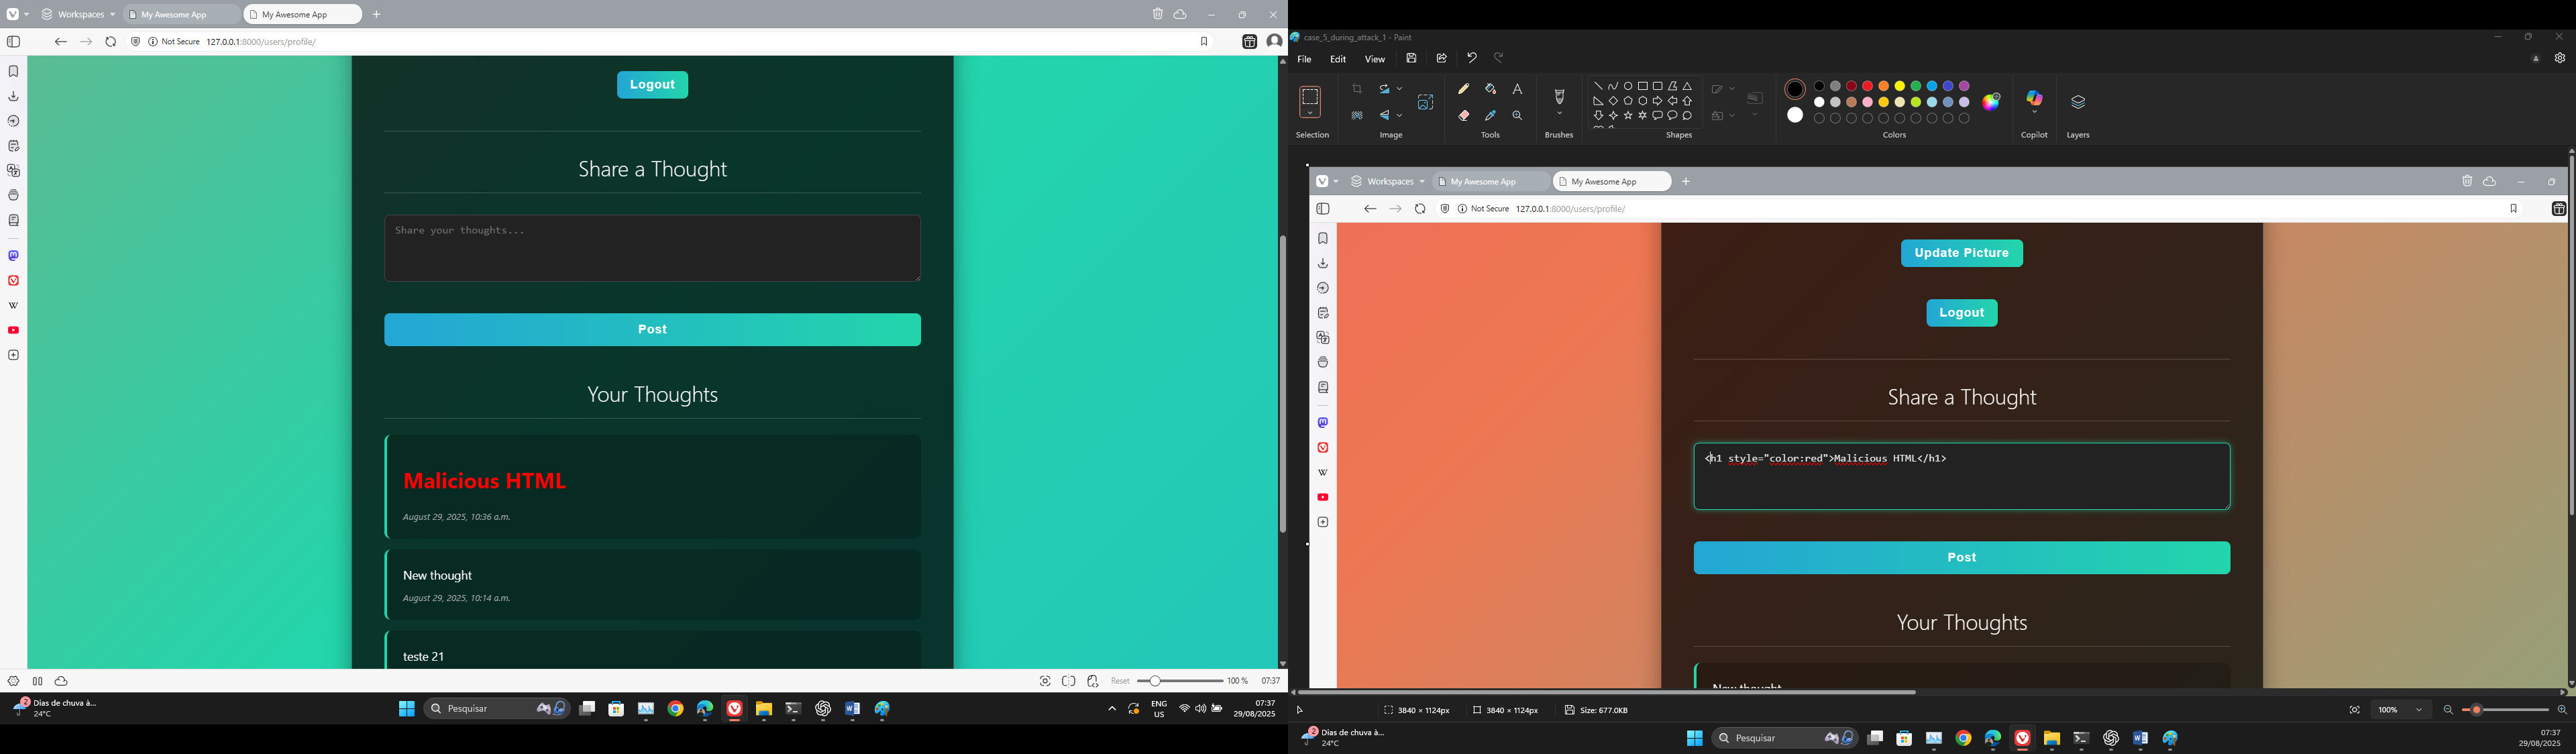 Workspaces
My Awesome App
My Awesome App
Not Secure 127.0.0.1:8000/users/profile/
Logout
Share a Thought
Share your thoughts...
Post
Your Thoughts
Malicious HTML
August 29, 2025, 10:36 a.m.
New thought
August 29, 2025, 10:14 a.m.
teste 21
Reset
100 %
07:37
2
Dias de chuva à...
24°C
Pesquisar
ENG
US
07:37
29/08/2025
case_5_during_attack_1 - Paint
File Edit View
Selection Image Tools Brushes Shapes Colors Copilot Layers
Workspaces
My Awesome App
My Awesome App
Not Secure 127.0.0.1:8000/users/profile/
Update Picture
Logout
Share a Thought
<h1 style="color:red">Malicious HTML</h1>
Post
Your Thoughts
New thought
3840 × 1124px
3840 × 1124px
Size: 677.0KB
100%
2
Dias de chuva à...
24°C
Pesquisar
07:37
29/08/2025